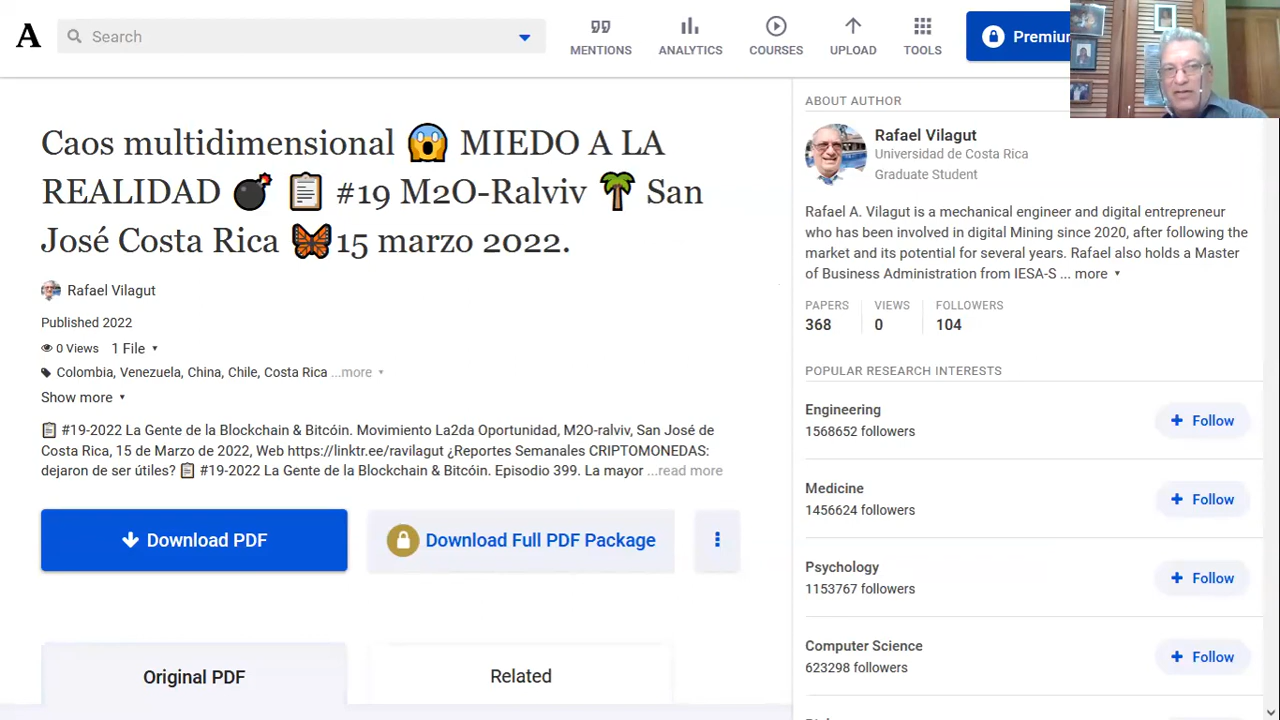 A
Search
MENTIONS
ANALYTICS
COURSES
UPLOAD
TOOLS
Premium
Caos multidimensional 😱 MIEDO A LA
REALIDAD 💣 📋 #19 M2O-Ralviv 🌴 San
José Costa Rica 🦋15 marzo 2022.
Rafael Vilagut
Published 2022
0 Views 1 File
Colombia, Venezuela, China, Chile, Costa Rica ...more
Show more
📋 #19-2022 La Gente de la Blockchain & Bitcóin. Movimiento La2da Oportunidad, M2O-ralviv, San José de
Costa Rica, 15 de Marzo de 2022, Web https://linktr.ee/ravilagut ¿Reportes Semanales CRIPTOMONEDAS:
dejaron de ser útiles? 📋 #19-2022 La Gente de la Blockchain & Bitcóin. Episodio 399. La mayor ...read more
Download PDF
Download Full PDF Package
Original PDF
Related
ABOUT AUTHOR
Rafael Vilagut
Universidad de Costa Rica
Graduate Student
Rafael A. Vilagut is a mechanical engineer and digital entrepreneur
who has been involved in digital Mining since 2020, after following the
market and its potential for several years. Rafael also holds a Master
of Business Administration from IESA-S ... more
PAPERS VIEWS FOLLOWERS
368 0 104
POPULAR RESEARCH INTERESTS
Engineering
1568652 followers
+ Follow
Medicine
1456624 followers
+ Follow
Psychology
1153767 followers
+ Follow
Computer Science
623298 followers
+ Follow